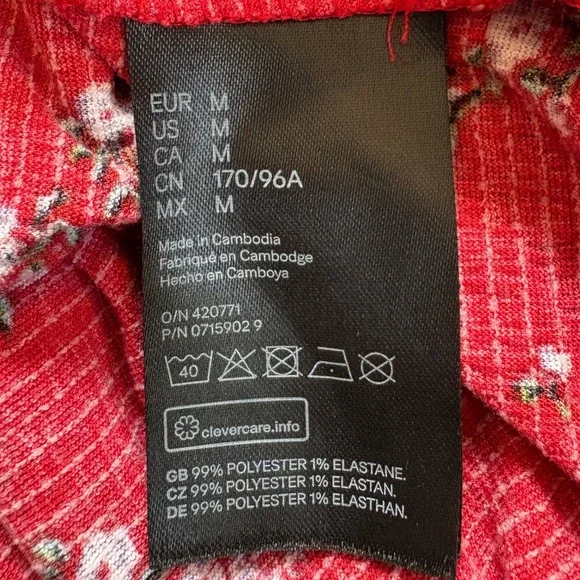 EUR M
US M
CA M
CN 170/96A
MX M
Made in Cambodia
Fabriqué en Cambodge
Hecho en Camboya
O/N 420771
P/N 0715902 9
40
clevercare.info
GB 99% POLYESTER 1% ELASTANE.
CZ 99% POLYESTER 1% ELASTAN.
DE 99% POLYESTER 1% ELASTHAN.